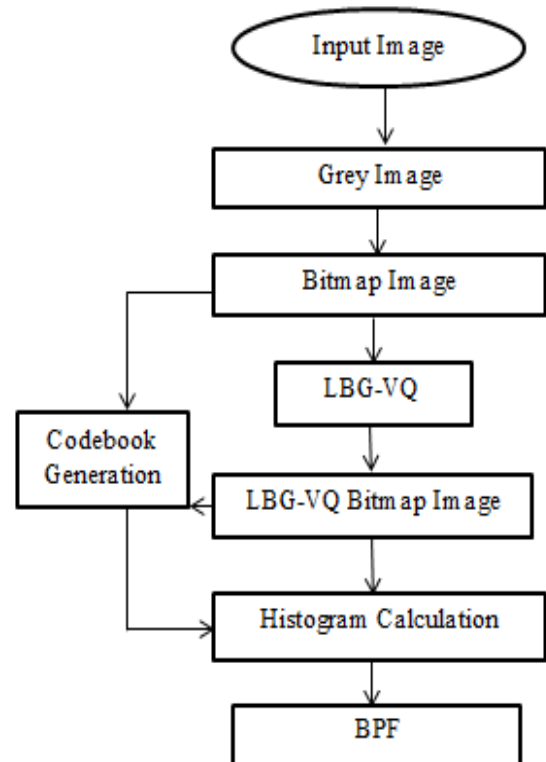 Input Image
Grey Image
Bitmap Image
LBG-VQ
Codebook
Generation
LBG-VQ Bitmap Image
Histogram Calculation
BPF